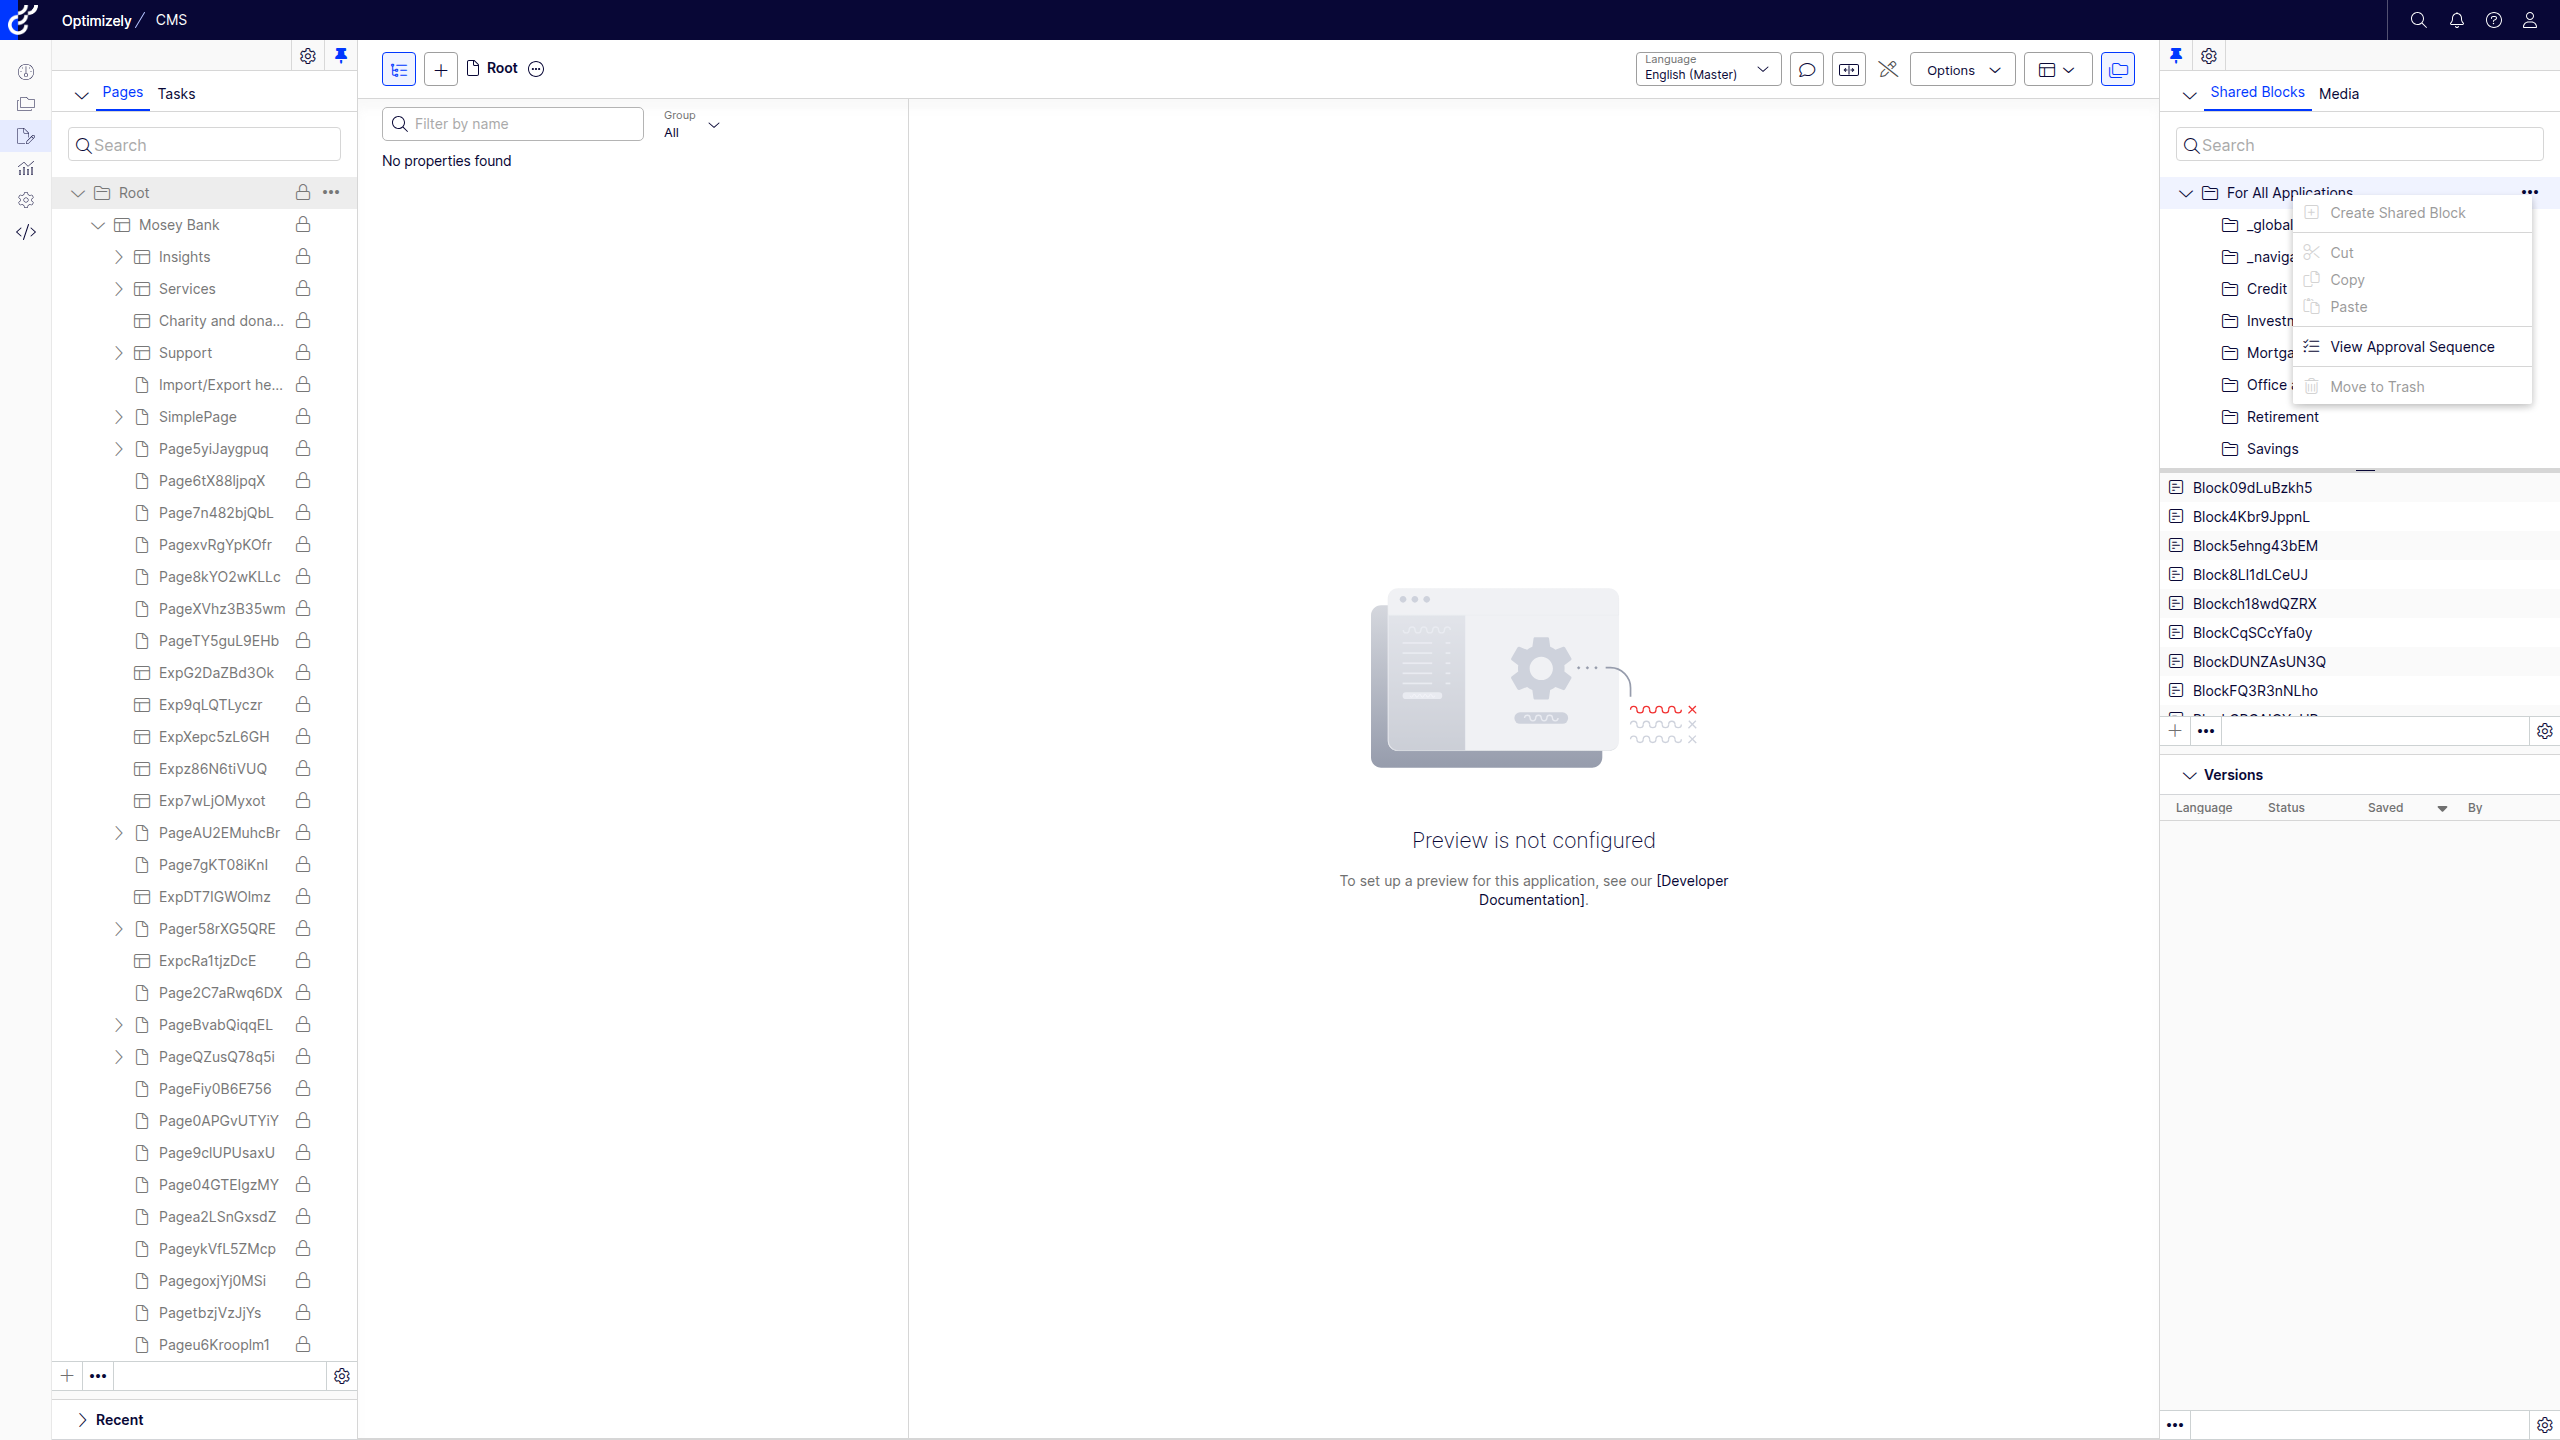 Optimizely / CMS
Pages Tasks
Search
Root
Mosey Bank
Insights
Services
Charity and dona...
Support
Import/Export he...
SimplePage
Page5yiJaygpuq
Page6tX88ljpqX
Page7n482bjQbL
PagexvRgYpKOfr
Page8kYO2wKLLc
PageXVhz3B35wm
PageTY5guL9EHb
ExpG2DaZBd3Ok
Exp9qLQTLyczr
ExpXepc5zL6GH
Expz86N6tiVUQ
Exp7wLjOMyxot
PageAU2EMuhcBr
Page7gKT08iKnI
ExpDT7IGWOlmz
Pager58rXG5QRE
ExpcRa1tjzDcE
Page2C7aRwq6DX
PageBvabQiqqEL
PageQZusQ78q5i
PageFiy0B6E756
Page0APGvUTYiY
Page9clUPUsaxU
Page04GTEIgzMY
Pagea2LSnGxsdZ
PageykVfL5ZMcp
PagegoxjYj0MSi
PagetbzjVzJjYs
Pageu6Krooplm1
Recent
Root
Language
English (Master)
Options
Filter by name
Group
All
No properties found
Preview is not configured
To set up a preview for this application, see our [Developer
Documentation].
Shared Blocks Media
Search
For All Applications
_global
_naviga
Credit
Investn
Mortga
Office
Retirement
Savings
Create Shared Block
Cut
Copy
Paste
View Approval Sequence
Move to Trash
Block09dLuBzkh5
Block4Kbr9JppnL
Block5ehng43bEM
Block8Ll1dLCeUJ
Blockch18wdQZRX
BlockCqSCcYfa0y
BlockDUNZAsUN3Q
BlockFQ3R3nNLho
Versions
Language Status Saved By